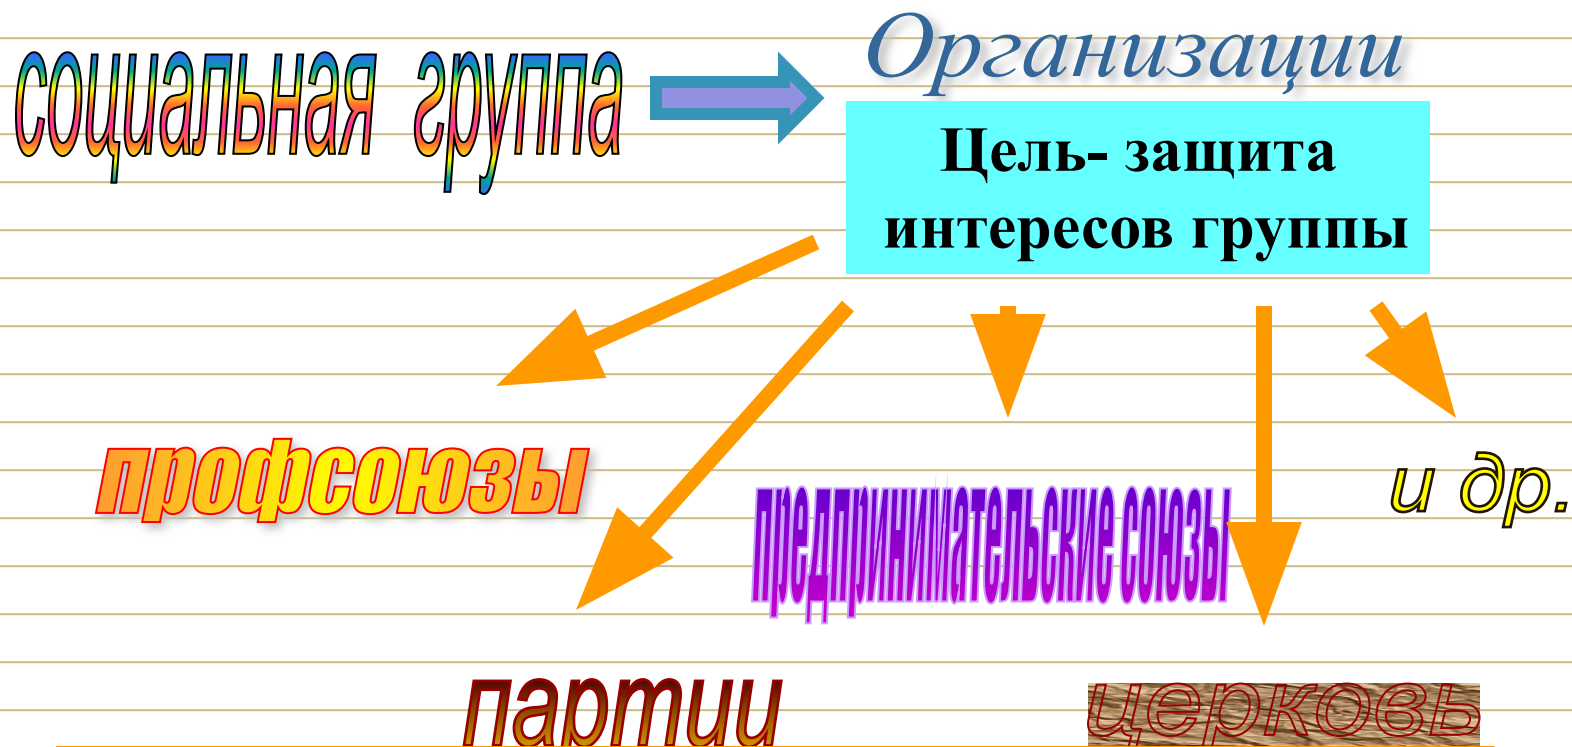 социальная группа
Организации
Цель- защита
интересов группы
профсоюзы
предпринимательские союзы
и др.
партии
церковь